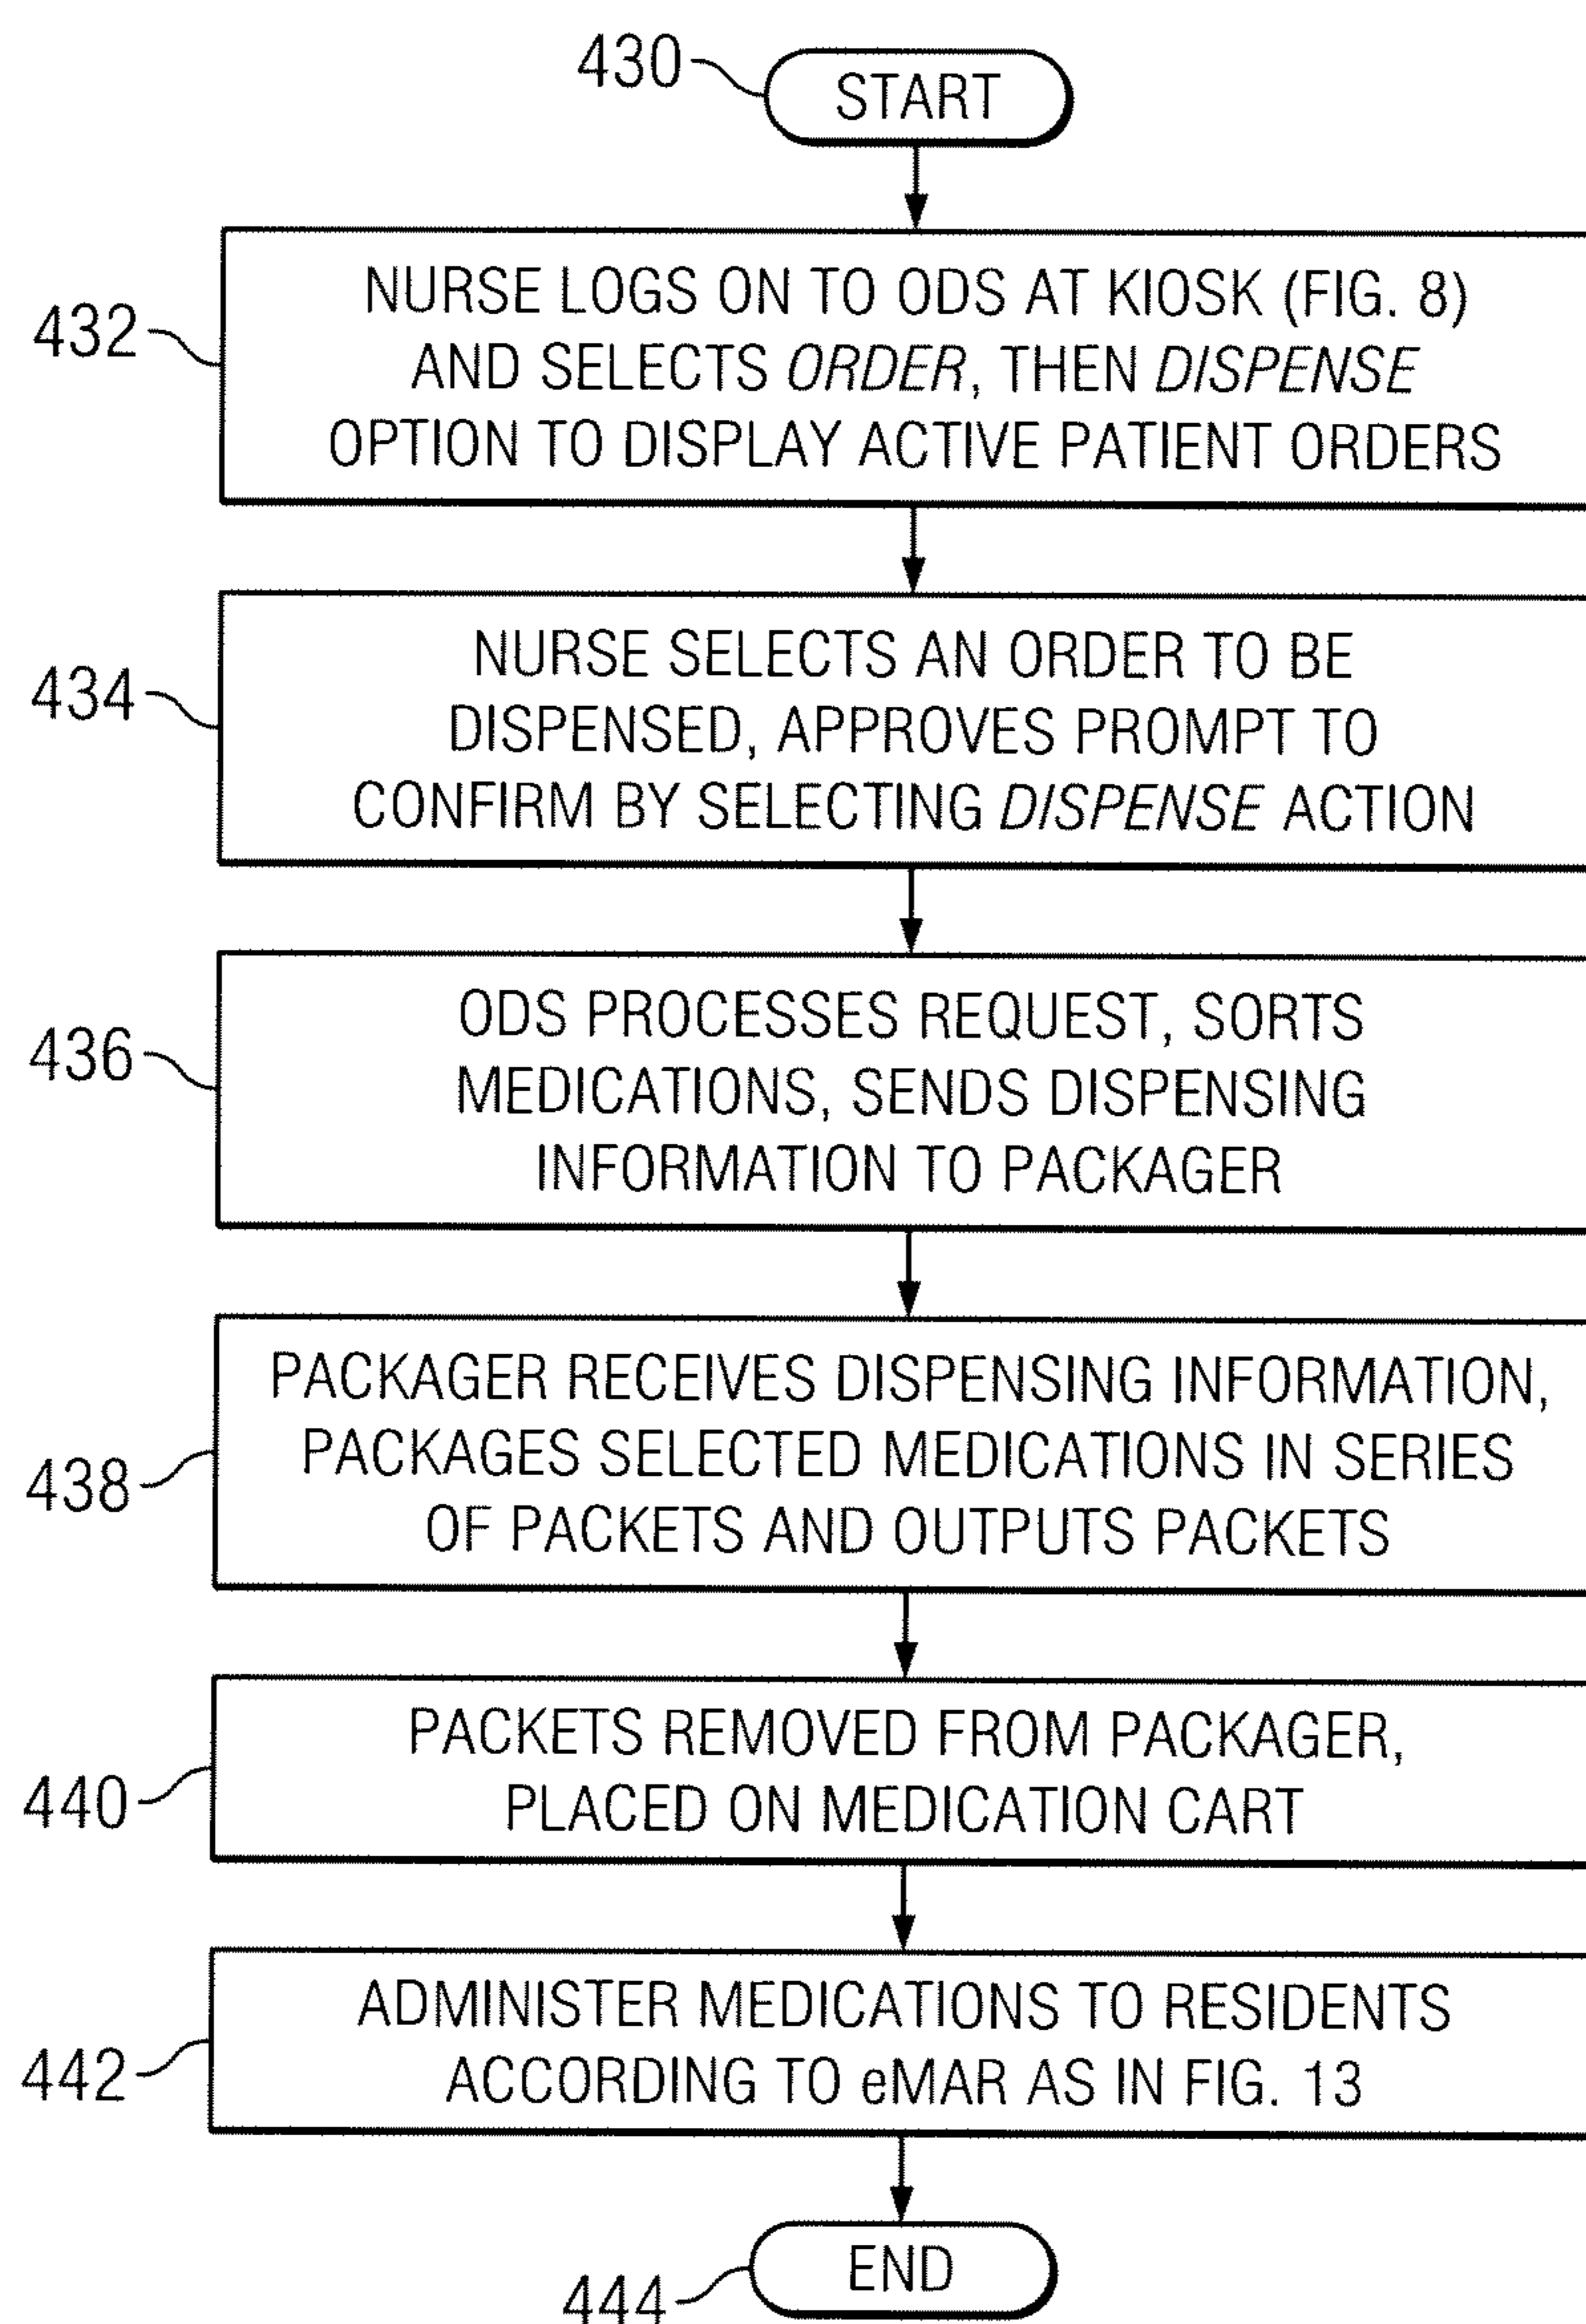 430
START
432
NURSE LOGS ON TO ODS AT KIOSK (FIG. 8)
AND SELECTS ORDER, THEN DISPENSE
OPTION TO DISPLAY ACTIVE PATIENT ORDERS
434
NURSE SELECTS AN ORDER TO BE
DISPENSED, APPROVES PROMPT TO
CONFIRM BY SELECTING DISPENSE ACTION
436
ODS PROCESSES REQUEST, SORTS
MEDICATIONS, SENDS DISPENSING
INFORMATION TO PACKAGER
438
PACKAGER RECEIVES DISPENSING INFORMATION,
PACKAGES SELECTED MEDICATIONS IN SERIES
OF PACKETS AND OUTPUTS PACKETS
440
PACKETS REMOVED FROM PACKAGER,
PLACED ON MEDICATION CART
442
ADMINISTER MEDICATIONS TO RESIDENTS
ACCORDING TO eMAR AS IN FIG. 13
444
END